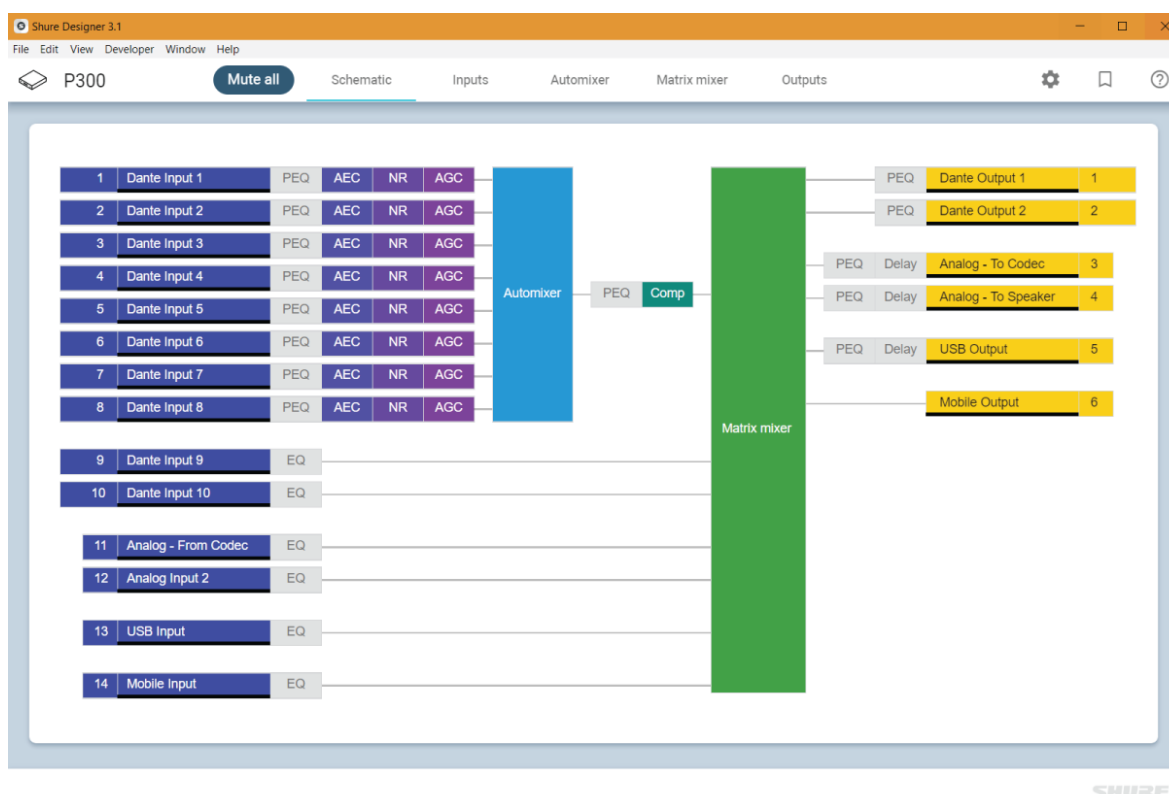 Shure Designer 3.1
File Edit View Developer Window Help
P300 Mute all Schematic Inputs Automixer Matrix mixer Outputs
1 Dante Input 1 PEQ AEC NR AGC PEQ Dante Output 1 1
2 Dante Input 2 PEQ AEC NR AGC PEQ Dante Output 2 2
3 Dante Input 3 PEQ AEC NR AGC
PEQ Delay Analog - To Codec 3
4 Dante Input 4 PEQ AEC NR AGC
Automixer PEQ Comp PEQ Delay Analog - To Speaker 4
5 Dante Input 5 PEQ AEC NR AGC
6 Dante Input 6 PEQ AEC NR AGC PEQ Delay USB Output 5
7 Dante Input 7 PEQ AEC NR AGC
8 Dante Input 8 PEQ AEC NR AGC Mobile Output 6
Matrix mixer
9 Dante Input 9 EQ
10 Dante Input 10 EQ
11 Analog - From Codec EQ
12 Analog Input 2 EQ
13 USB Input EQ
14 Mobile Input EQ
SHURE